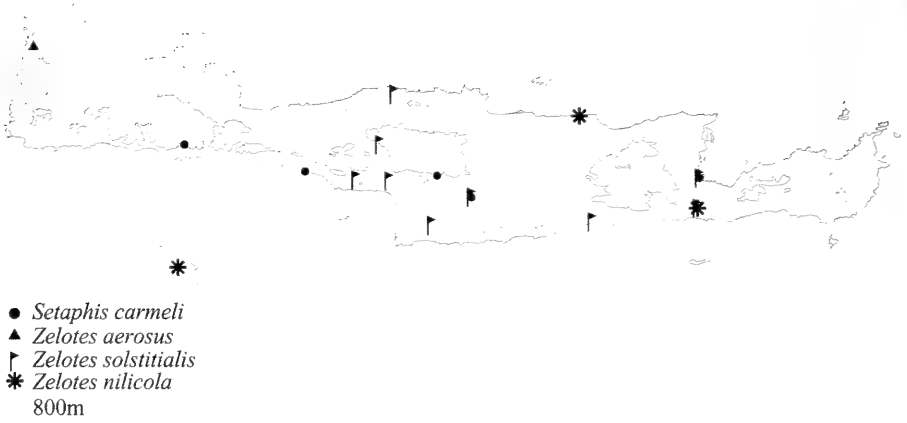 Setaphis carmeli
Zelotes aerosus
Zelotes solstitialis
Zelotes nilicola
800m